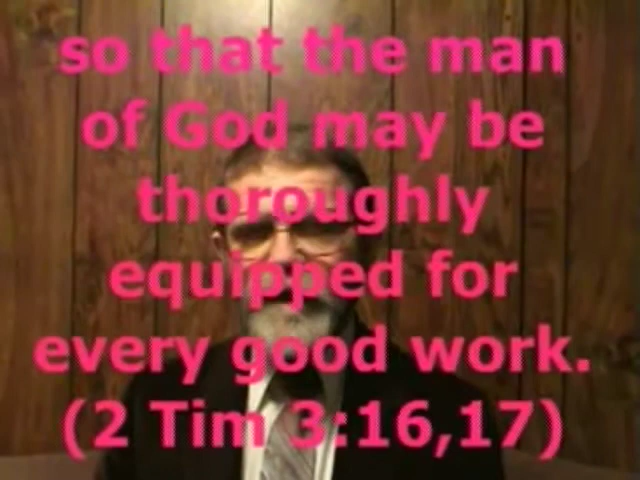 so that the man
of God may be
thoroughly
equipped for
every good work.
(2 Tim 3:16,17)